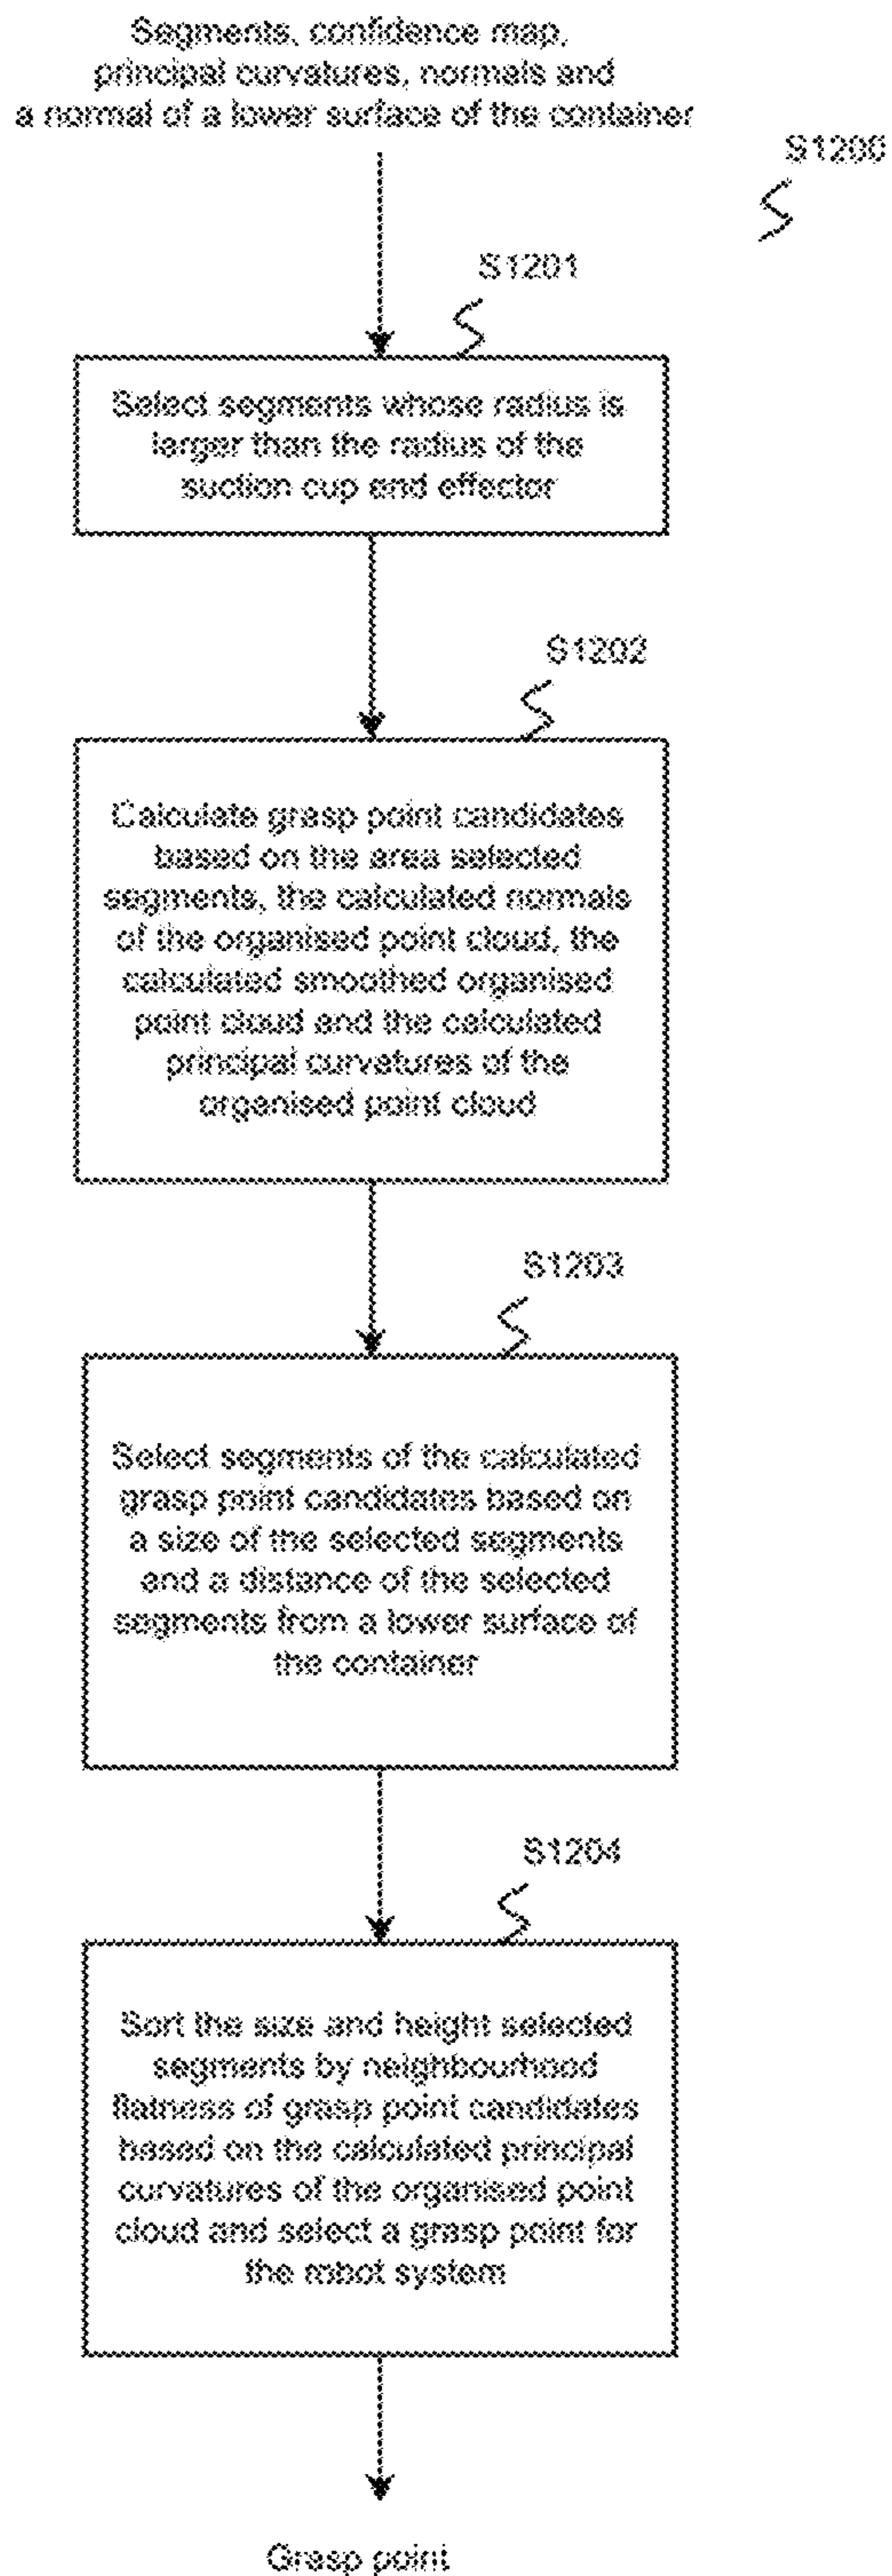 Segments, confidence map,
principal curvatures, normals and
a normal of a lower surface of the container
S1200
S1201
Select segments whose radius is
larger than the radius of the
suction cup end effector
S1202
Calculate grasp point candidates
based on the area selected
segments, the calculated normals
of the organised point cloud, the
calculated smoothed organised
point cloud and the calculated
principal curvatures of the
organised point cloud
S1203
Select segments of the calculated
grasp point candidates based on
a size of the selected segments
and a distance of the selected
segments from a lower surface of
the container
S1204
Sort the size and height selected
segments by neighbourhood
flatness of grasp point candidates
based on the calculated principal
curvatures of the organised point
cloud and select a grasp point for
the robot system
Grasp point